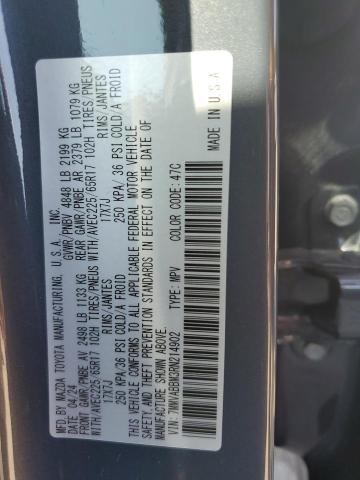 MFD BY MAZDA TOYOTA MANUFACTURING, U.S.A., INC.
DATE: 04/24 GVWR/PNBV 4848 LB 2199 KG
FRONT GAWR/PNBE AV 2498 LB 1133 KG REAR GAWR/PNBE AR 2379 LB 1079 KG
WITH/AVEC225/65R17 102H TIRES/PNEUS WITH/AVEC225/65R17 102H TIRES/PNEUS
17X7J RIMS/JANTES 17X7J RIMS/JANTES
250 KPA/36 PSI COLD/A FROID 250 KPA/ 36 PSI COLD/A FROID
THIS VEHICLE CONFORMS TO ALL APPLICABLE FEDERAL MOTOR VEHICLE
SAFETY AND THEFT PREVENTION STANDARDS IN EFFECT ON THE DATE OF
MANUFACTURE SHOWN ABOVE.
VIN: 7MMVABBM3RN214902 TYPE: MPV COLOR CODE: 47C
MADE IN U.S.A